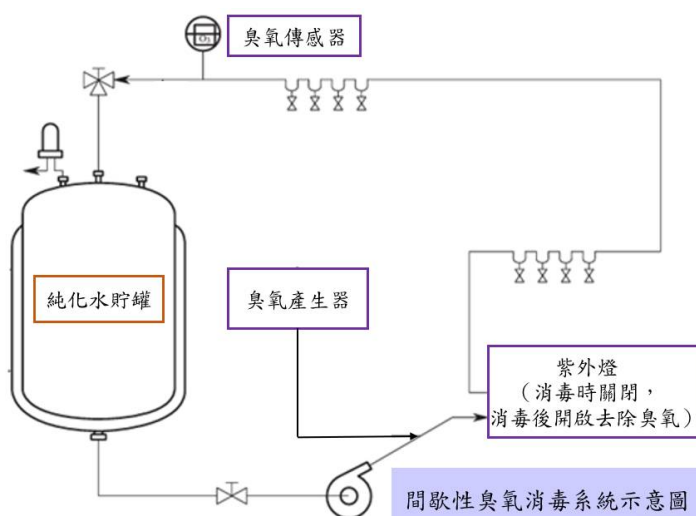 O₃
臭氧傳感器
純化水貯罐
臭氧產生器
紫外燈
（消毒時關閉，
消毒後開啟去除臭氧）
間歇性臭氧消毒系統示意圖